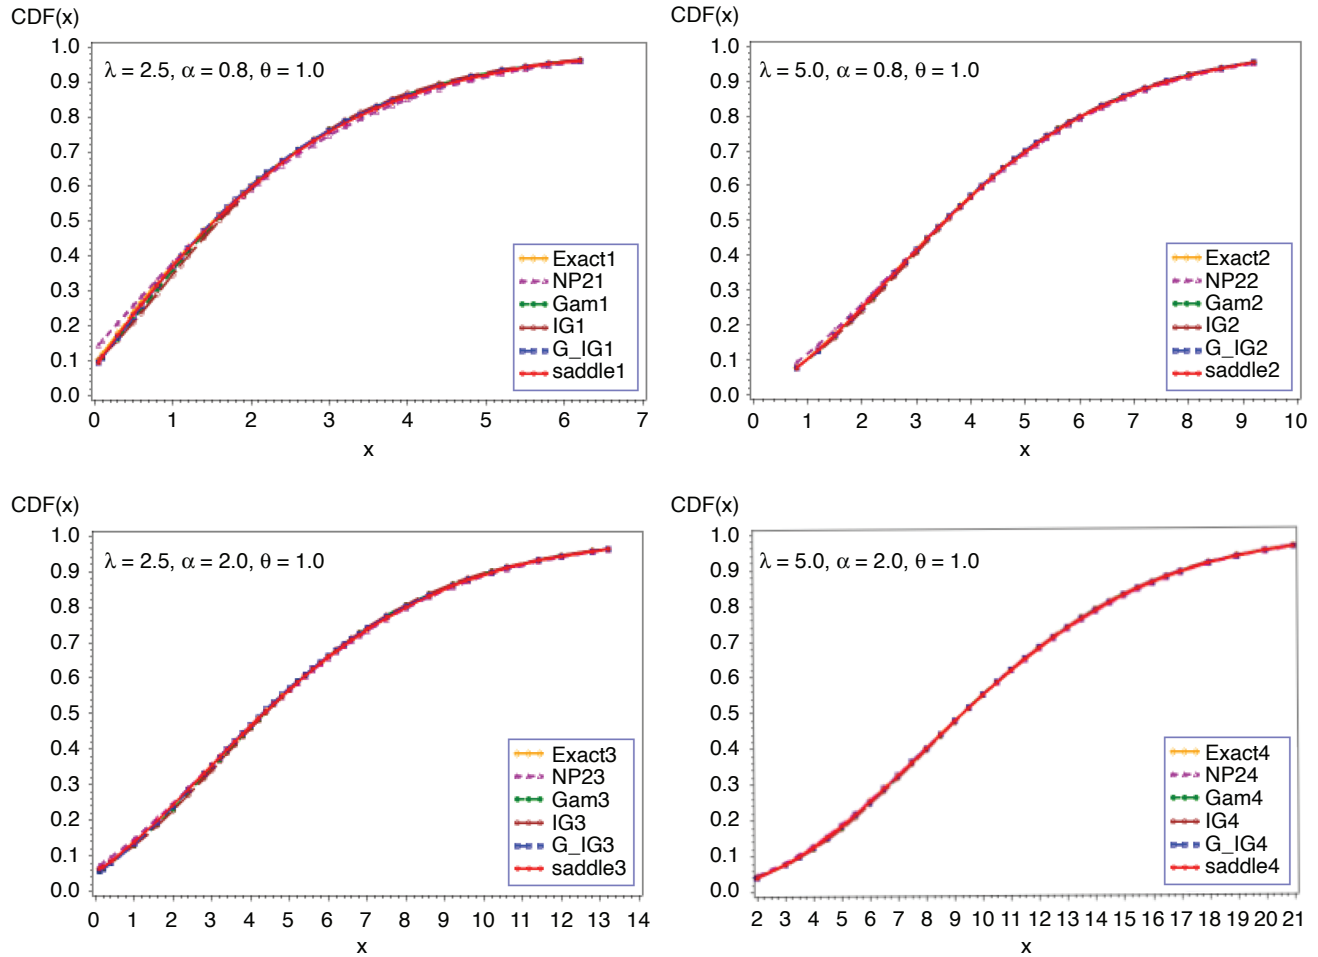 CDF(x)
1.0
λ = 2.5, α = 0.8, θ = 1.0
0.9
0.8
0.7
0.6
0.5
0.4
0.3
0.2
0.1
0.0
Exact1
NP21
Gam1
IG1
G_IG1
saddle1
0 1 2 3 4 5 6 7
x
CDF(x)
1.0
λ = 5.0, α = 0.8, θ = 1.0
0.9
0.8
0.7
0.6
0.5
0.4
0.3
0.2
0.1
0.0
Exact2
NP22
Gam2
IG2
G_IG2
saddle2
0 1 2 3 4 5 6 7 8 9 10
x
CDF(x)
1.0
λ = 2.5, α = 2.0, θ = 1.0
0.9
0.8
0.7
0.6
0.5
0.4
0.3
0.2
0.1
0.0
Exact3
NP23
Gam3
IG3
G_IG3
saddle3
0 1 2 3 4 5 6 7 8 9 10 11 12 13 14
x
CDF(x)
1.0
λ = 5.0, α = 2.0, θ = 1.0
0.9
0.8
0.7
0.6
0.5
0.4
0.3
0.2
0.1
0.0
Exact4
NP24
Gam4
IG4
G_IG4
saddle4
2 3 4 5 6 7 8 9 10 11 12 13 14 15 16 17 18 19 20 21
x